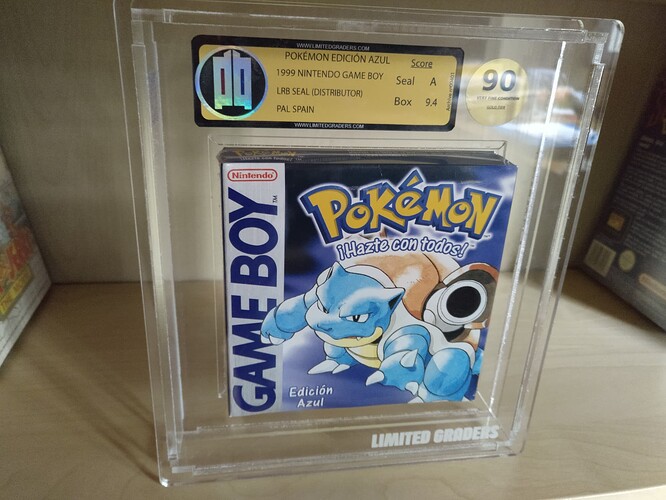 WWW.LIMITEDGRADERS.COM
POKÉMON EDICIÓN AZUL
1999 NINTENDO GAME BOY
LRB SEAL (DISTRIBUTOR)
PAL SPAIN
Score
Seal A
Box 9.4
WWW.LIMITEDGRADERS.COM
90
Nintendo
GAME BOY
TM
POKéMON
¡Hazte con todos!
Edición
Azul
LIMITED GRADERS